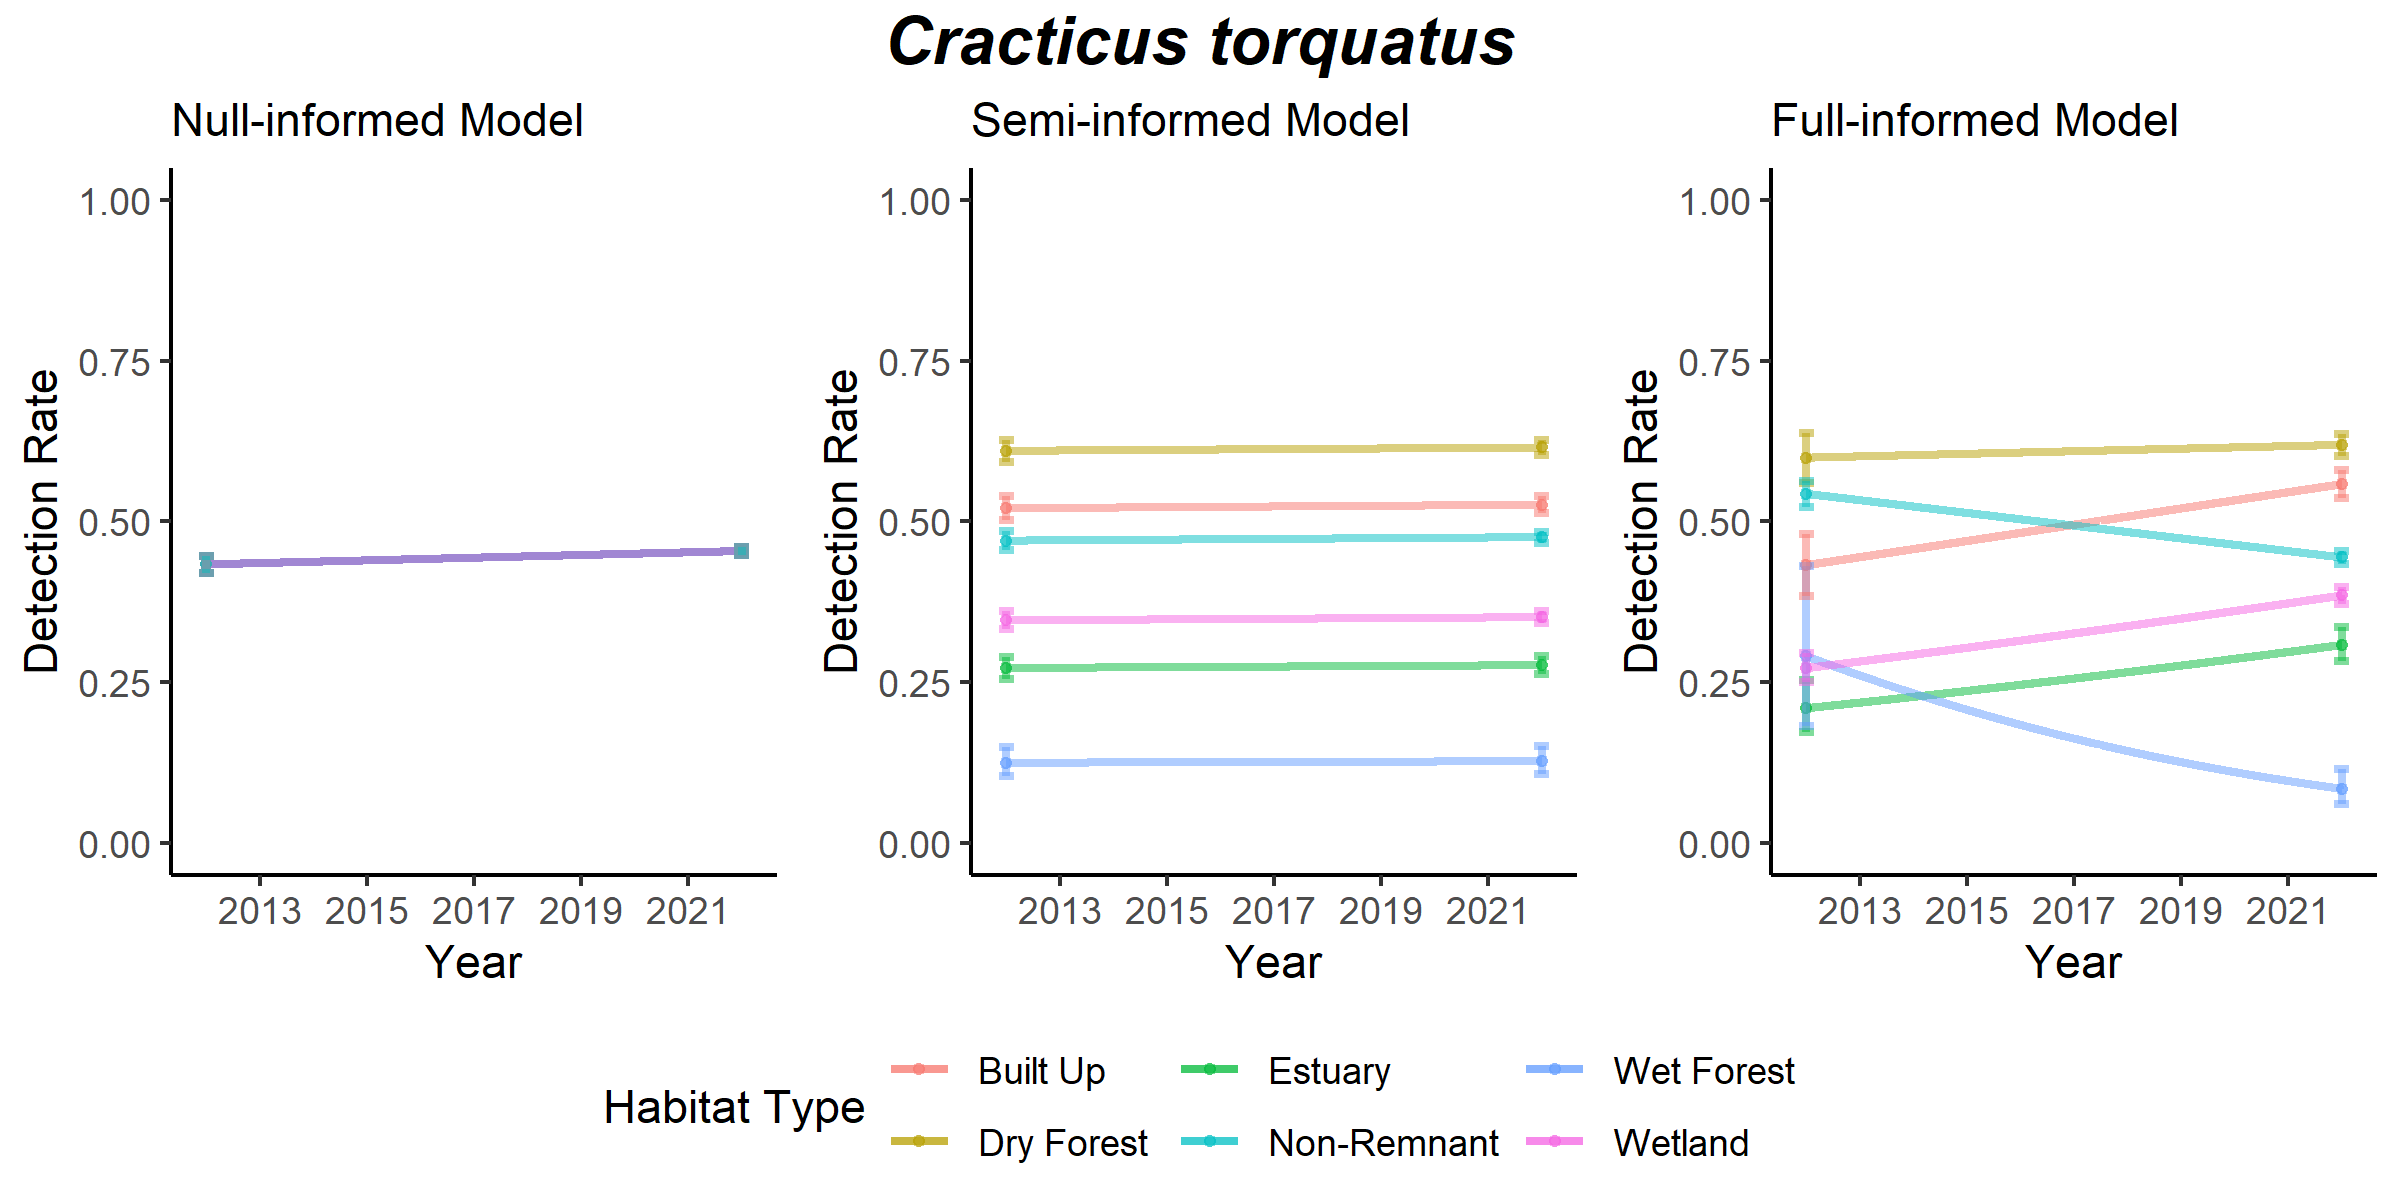 Cracticus torquatus
Null-informed Model
Semi-informed Model
Full-informed Model
Detection Rate
1.00
0.75
0.50
0.25
0.00
2013 2015 2017 2019 2021
Year
Detection Rate
1.00
0.75
0.50
0.25
0.00
2013 2015 2017 2019 2021
Year
Detection Rate
1.00
0.75
0.50
0.25
0.00
2013 2015 2017 2019 2021
Year
Habitat Type
Built Up
Dry Forest
Estuary
Non-Remnant
Wet Forest
Wetland